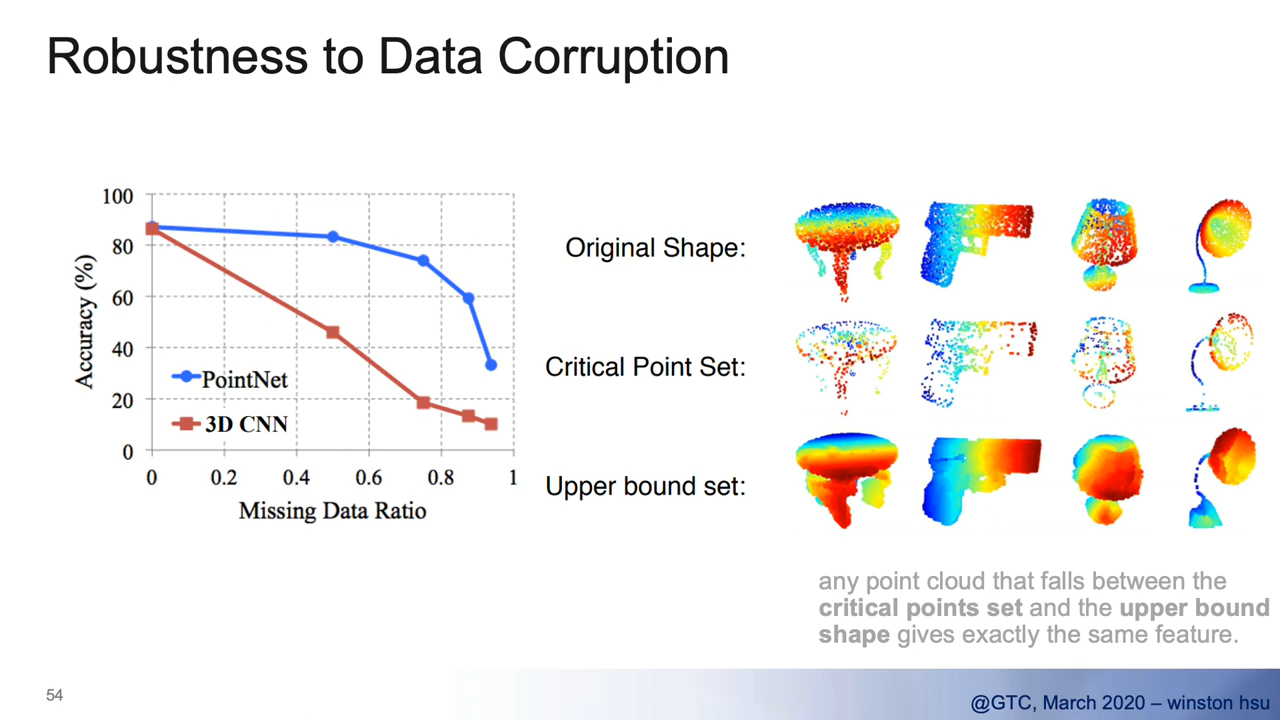 Robustness to Data Corruption
100
80
60
40
20
0
Accuracy (%)
PointNet
3D CNN
0 0.2 0.4 0.6 0.8 1
Missing Data Ratio
Original Shape:
Critical Point Set:
Upper bound set:
any point cloud that falls between the
critical points set and the upper bound
shape gives exactly the same feature.
54
@GTC, March 2020 – winston hsu